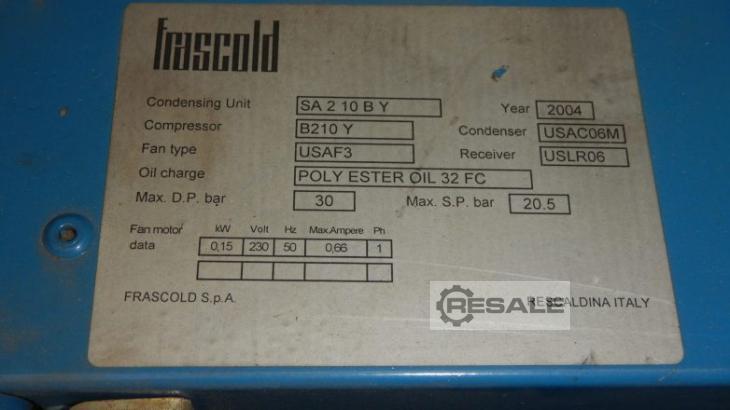 frascold
Condensing Unit SA 2 10 B Y Year 2004
Compressor B210 Y Condenser USAC06M
Fan type USAF3 Receiver USLR06
Oil charge POLY ESTER OIL 32 FC
Max. D.P. bar 30 Max. S.P. bar 20.5
Fan motor data kW Volt Hz Max.Ampere Ph
0,15 230 50 0,66 1
FRASCOLD S.p.A. RESCALDINA ITALY
RESALE